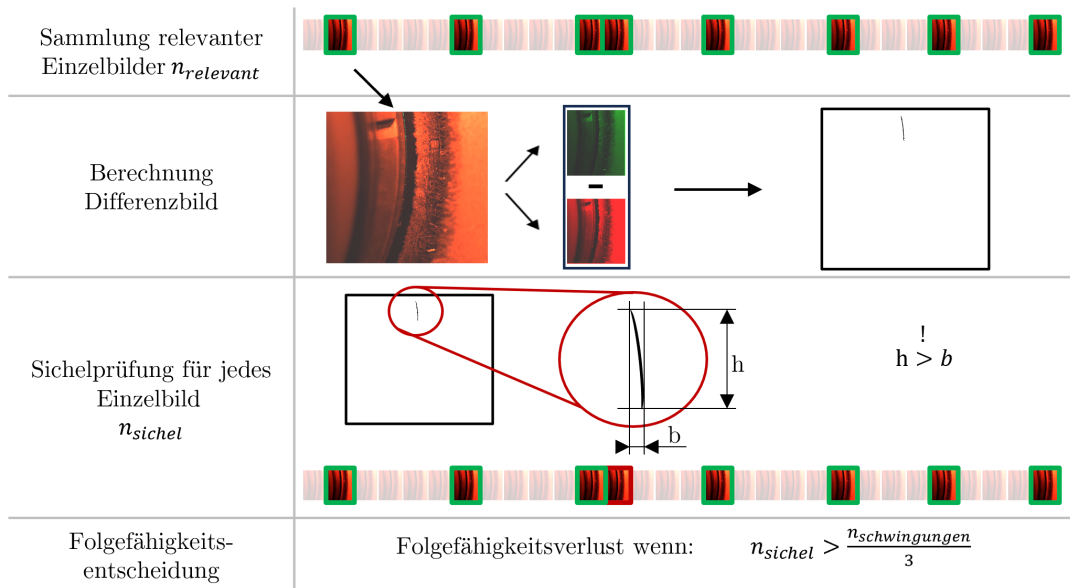 Sammlung relevanter
Einzelbilder n_relevant
Berechnung
Differenzbild
Sichelprüfung für jedes
Einzelbild
n_sichel
h
b
!
h > b
Folgefähigkeits-
entscheidung
Folgefähigkeitsverlust wenn: n_sichel > n_schwingungen/3